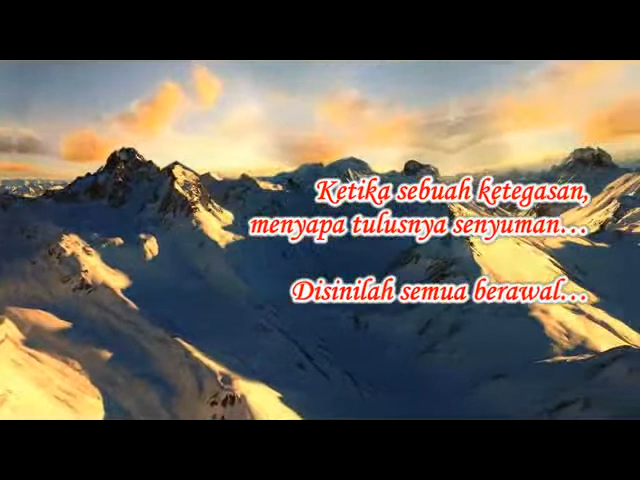 Ketika sebuah ketegasan,
menyapa tulusnya senyuman...
Disinilah semua berawal...